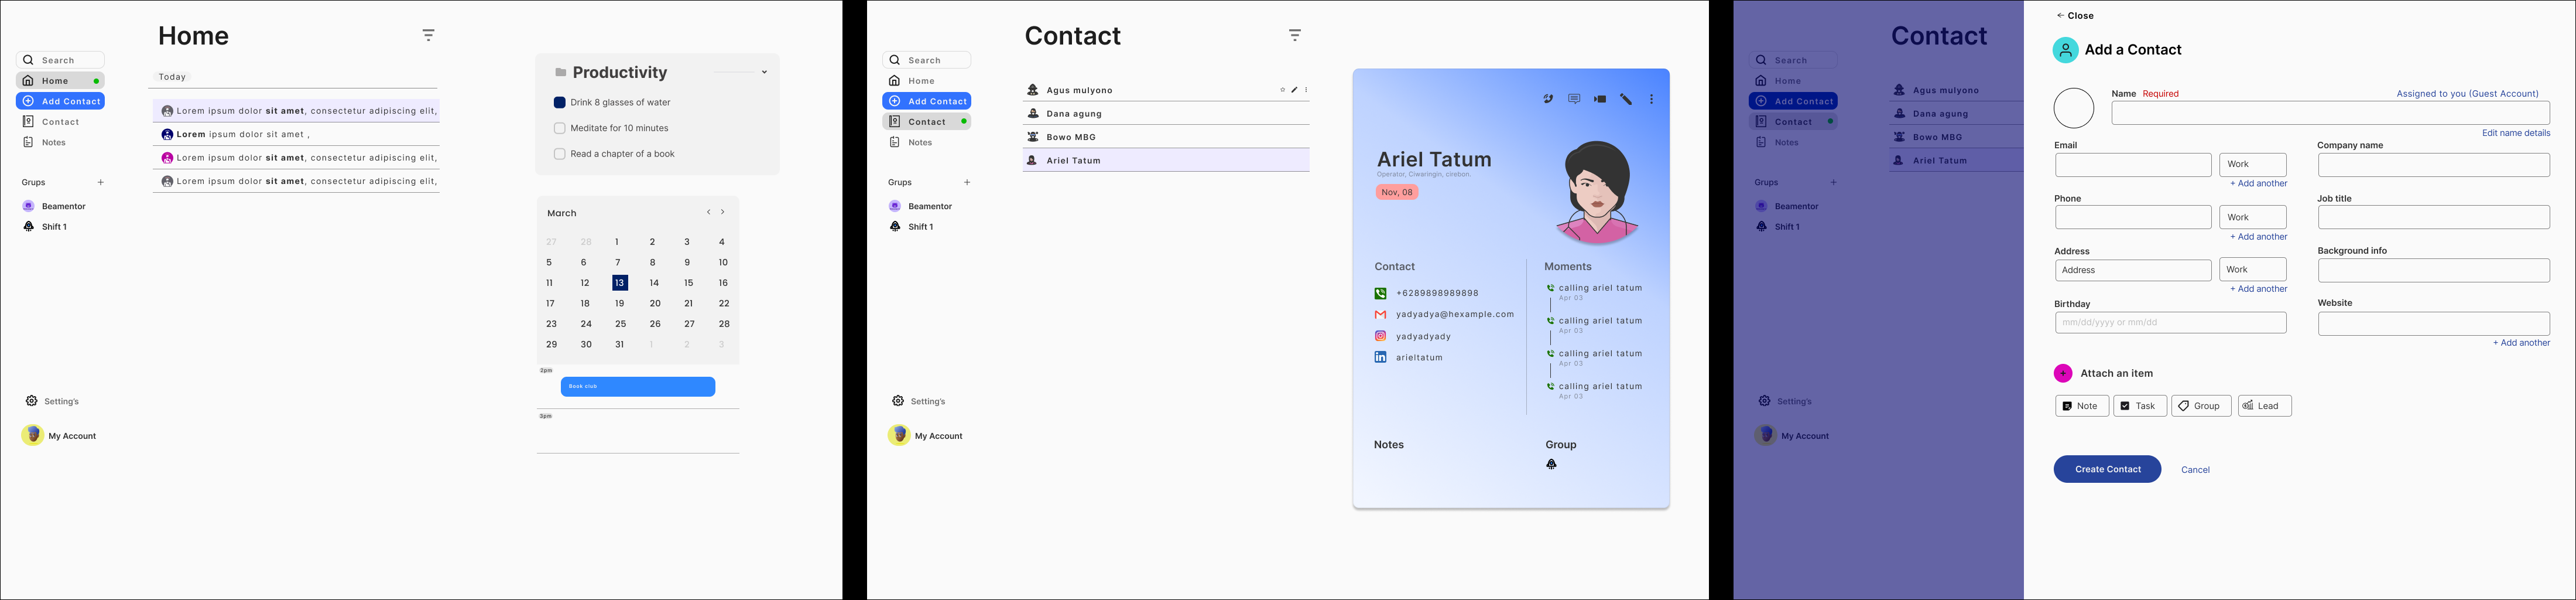 Home
Search
Home
Add Contact
Contact
Notes
Grups
Beamentor
Shift 1
Setting's
My Account
Today
Lorem ipsum dolor sit amet, consectetur adipiscing elit,
Lorem ipsum dolor sit amet ,
Lorem ipsum dolor sit amet, consectetur adipiscing elit,
Lorem ipsum dolor sit amet, consectetur adipiscing elit,
Productivity
Drink 8 glasses of water
Meditate for 10 minutes
Read a chapter of a book
March
27 28 1 2 3 4
5 6 7 8 9 10
11 12 13 14 15 16
17 18 19 20 21 22
23 24 25 26 27 28
29 30 31 1 2 3
2pm
Book club
3pm
Contact
Search
Home
Add Contact
Contact
Notes
Grups
Beamentor
Shift 1
Setting's
My Account
Agus mulyono
Dana agung
Bowo MBG
Ariel Tatum
Ariel Tatum
Operator, Ciwaringin, cirebon.
Nov, 08
Contact
+6289898989898
yadyadya@hexample.com
yadyadyady
arieltatum
Moments
calling ariel tatum
Apr 03
calling ariel tatum
Apr 03
calling ariel tatum
Apr 03
calling ariel tatum
Apr 03
Notes
Group
Contact
Search
Home
Add Contact
Contact
Notes
Grups
Beamentor
Shift 1
Setting's
My Account
Agus mulyono
Dana agung
Bowo MBG
Ariel Tatum
Close
Add a Contact
Name Required
Assigned to you (Guest Account)
Edit name details
Email
Work
+ Add another
Company name
Phone
Work
+ Add another
Job title
Address
Address
Work
+ Add another
Background info
Birthday
mm/dd/yyyy or mm/dd
Website
+ Add another
Attach an item
Note
Task
Group
Lead
Create Contact
Cancel